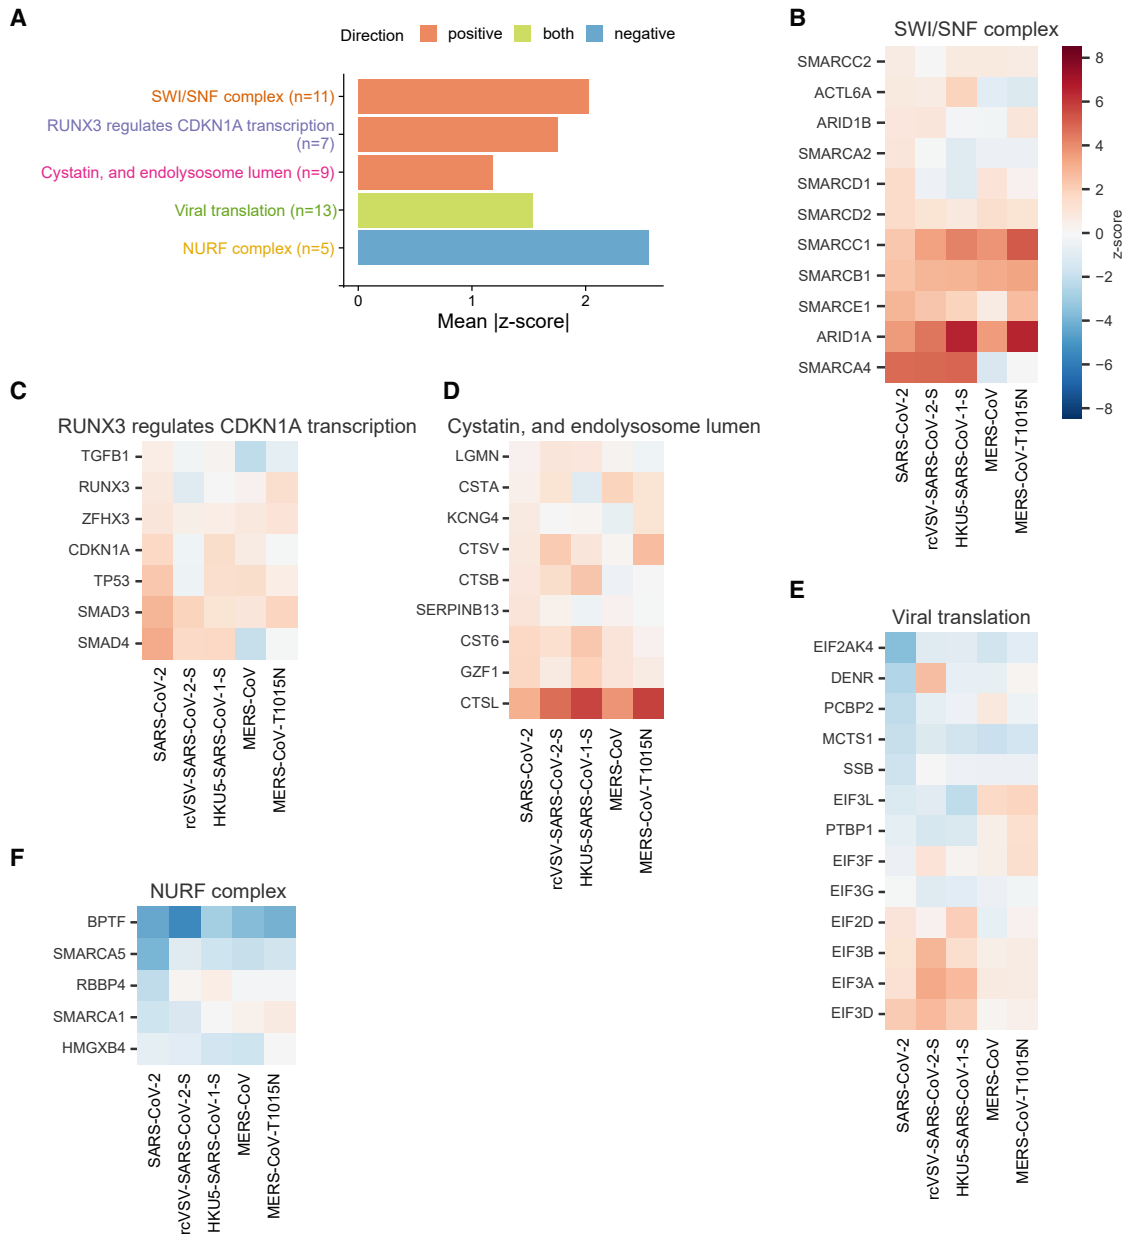 A
Direction
positive
both
negative
SWI/SNF complex (n=11)
RUNX3 regulates CDKN1A transcription
(n=7)
Cystatin, and endolysosome lumen (n=9)
Viral translation (n=13)
NURF complex (n=5)
0
1
2
Mean |z-score|
B
SWI/SNF complex
SMARCC2
ACTL6A
ARID1B
SMARCA2
SMARCD1
SMARCD2
SMARCC1
SMARCB1
SMARCE1
ARID1A
SMARCA4
SARS-CoV-2
rcVSV-SARS-CoV-2-S
HKU5-SARS-CoV-1-S
MERS-CoV
MERS-CoV-T1015N
8
6
4
2
0
−2
−4
−6
−8
z-score
C
RUNX3 regulates CDKN1A transcription
TGFB1
RUNX3
ZFHX3
CDKN1A
TP53
SMAD3
SMAD4
SARS-CoV-2
rcVSV-SARS-CoV-2-S
HKU5-SARS-CoV-1-S
MERS-CoV
MERS-CoV-T1015N
D
Cystatin, and endolysosome lumen
LGMN
CSTA
KCNG4
CTSV
CTSB
SERPINB13
CST6
GZF1
CTSL
SARS-CoV-2
rcVSV-SARS-CoV-2-S
HKU5-SARS-CoV-1-S
MERS-CoV
MERS-CoV-T1015N
E
Viral translation
EIF2AK4
DENR
PCBP2
MCTS1
SSB
EIF3L
PTBP1
EIF3F
EIF3G
EIF2D
EIF3B
EIF3A
EIF3D
SARS-CoV-2
rcVSV-SARS-CoV-2-S
HKU5-SARS-CoV-1-S
MERS-CoV
MERS-CoV-T1015N
F
NURF complex
BPTF
SMARCA5
RBBP4
SMARCA1
HMGXB4
SARS-CoV-2
rcVSV-SARS-CoV-2-S
HKU5-SARS-CoV-1-S
MERS-CoV
MERS-CoV-T1015N